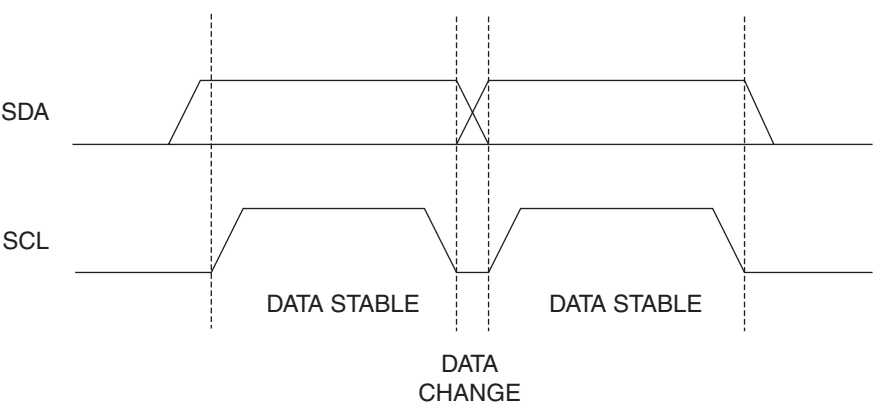 SDA
SCL
DATA STABLE
DATA STABLE
DATA
CHANGE